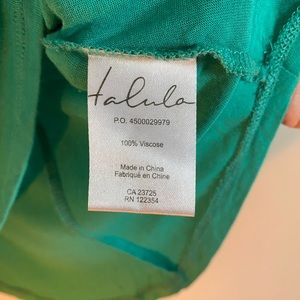 Talula
P.O. 4500029979
100% Viscose
Made in China
Fabriqué en Chine
CA 23725
RN 122354